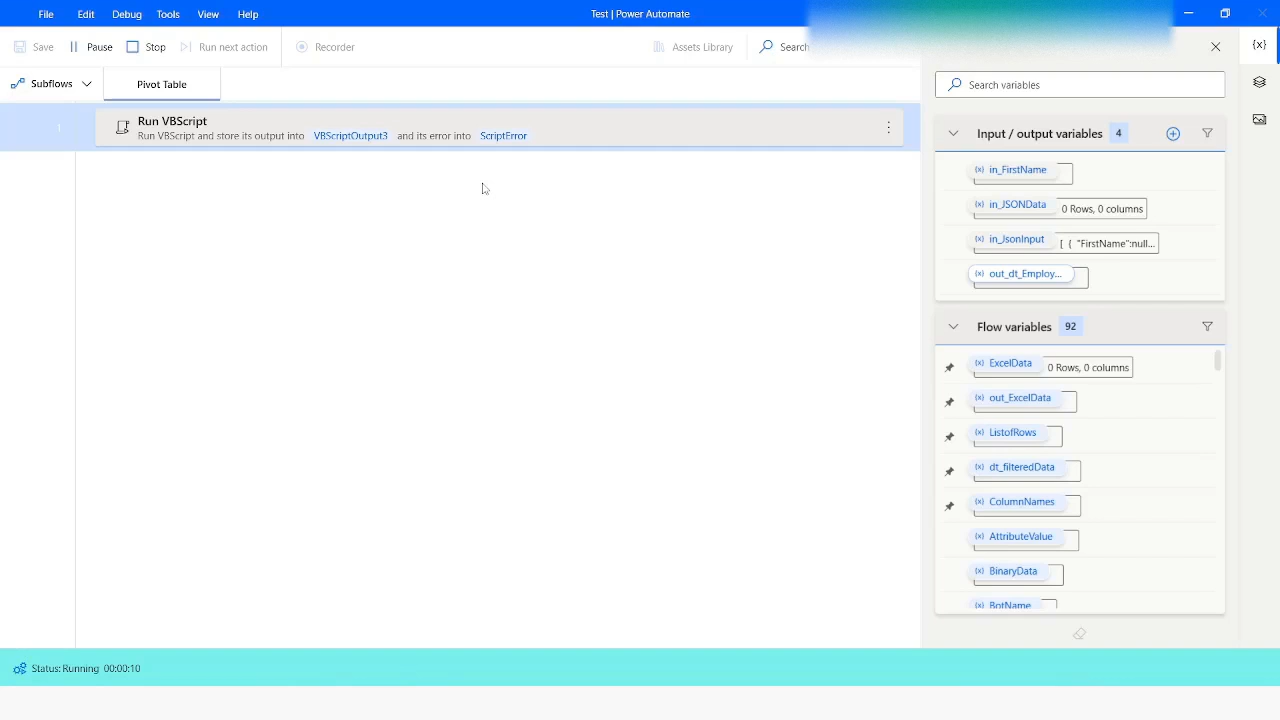 File Edit Debug Tools View Help Test | Power Automate
Save Pause Stop Run next action Recorder Assets Library Search
{x}
Subflows Pivot Table
Search variables
1 Run VBScript
Run VBScript and store its output into VBScriptOutput3 and its error into ScriptError
Input / output variables 4
{x} in_FirstName
{x} in_JSONData 0 Rows, 0 columns
{x} in_JsonInput [ { "FirstName":null...
{x} out_dt_Employ...
Flow variables 92
{x} ExcelData 0 Rows, 0 columns
{x} out_ExcelData
{x} ListofRows
{x} dt_filteredData
{x} ColumnNames
{x} AttributeValue
{x} BinaryData
{x} BotName
Status: Running 00:00:10